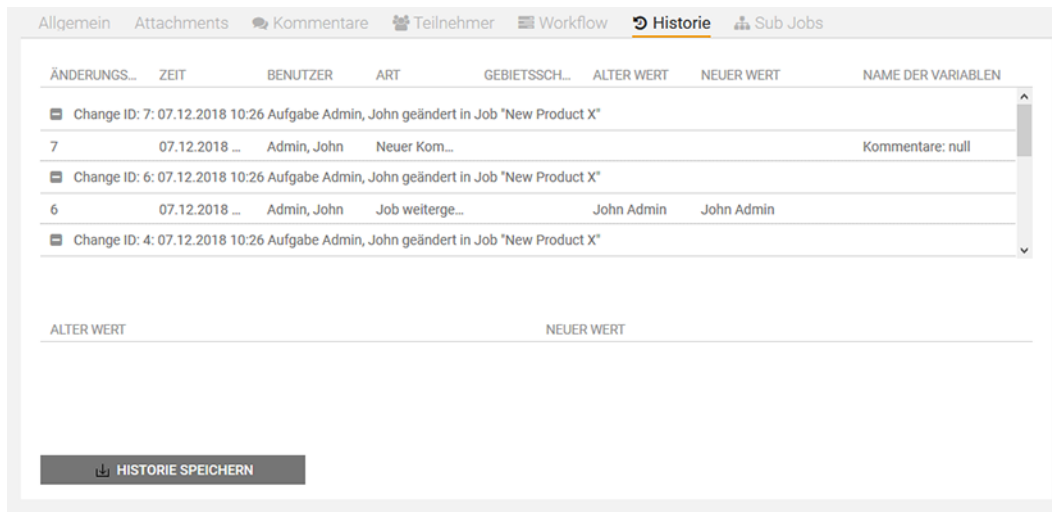 Allgemein Attachments Kommentare Teilnehmer Workflow Historie Sub Jobs
ÄNDERUNGS... ZEIT BENUTZER ART GEBIETSSCH... ALTER WERT NEUER WERT NAME DER VARIABLEN
Change ID: 7: 07.12.2018 10:26 Aufgabe Admin, John geändert in Job "New Product X"
7 07.12.2018 ... Admin, John Neuer Kom... Kommentare: null
Change ID: 6: 07.12.2018 10:26 Aufgabe Admin, John geändert in Job "New Product X"
6 07.12.2018 ... Admin, John Job weiterge... John Admin John Admin
Change ID: 4: 07.12.2018 10:26 Aufgabe Admin, John geändert in Job "New Product X"
ALTER WERT NEUER WERT
HISTORIE SPEICHERN